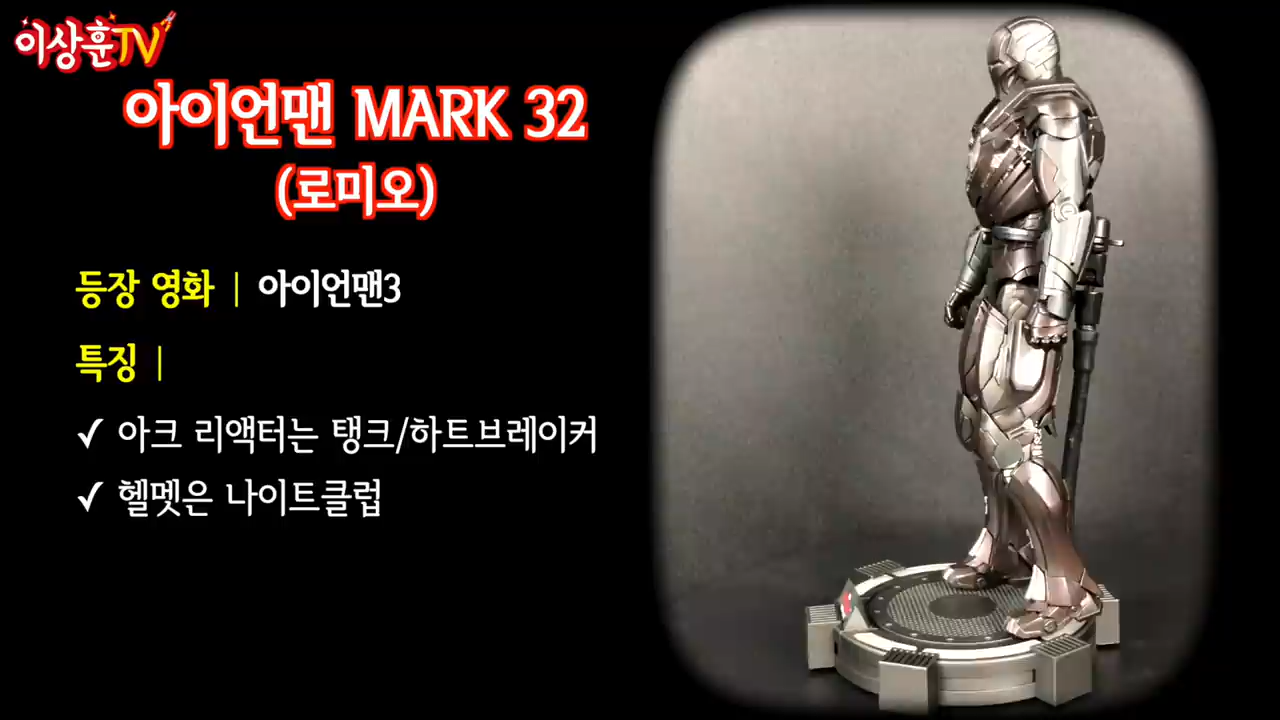 이상훈TV
아이언맨 MARK 32
(로미오)
등장 영화 | 아이언맨3
특징 |
✓ 아크 리액터는 탱크/하트브레이커
✓ 헬멧은 나이트클럽